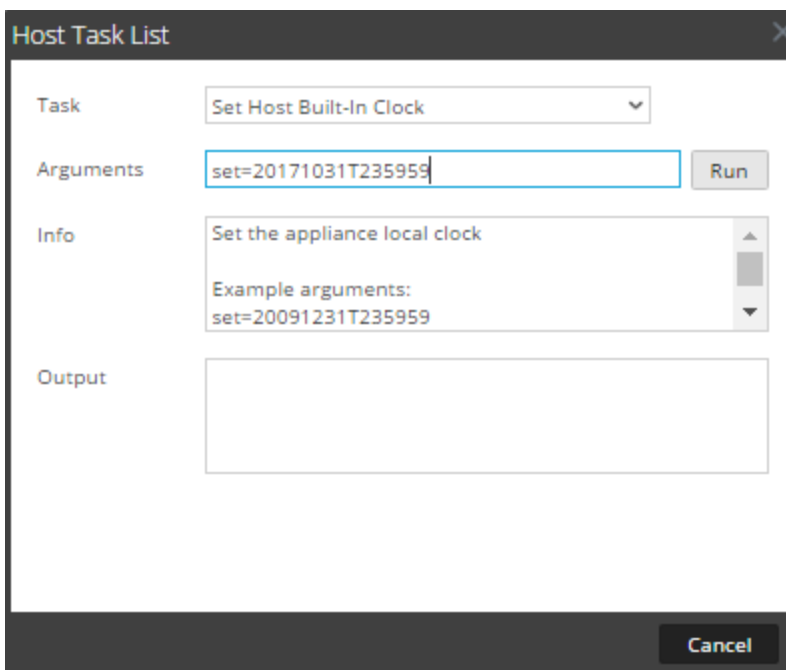 Host Task List
Task
Set Host Built-In Clock
Arguments
set=20171031T235959
Run
Info
Set the appliance local clock
Example arguments:
set=20091231T235959
Output
Cancel